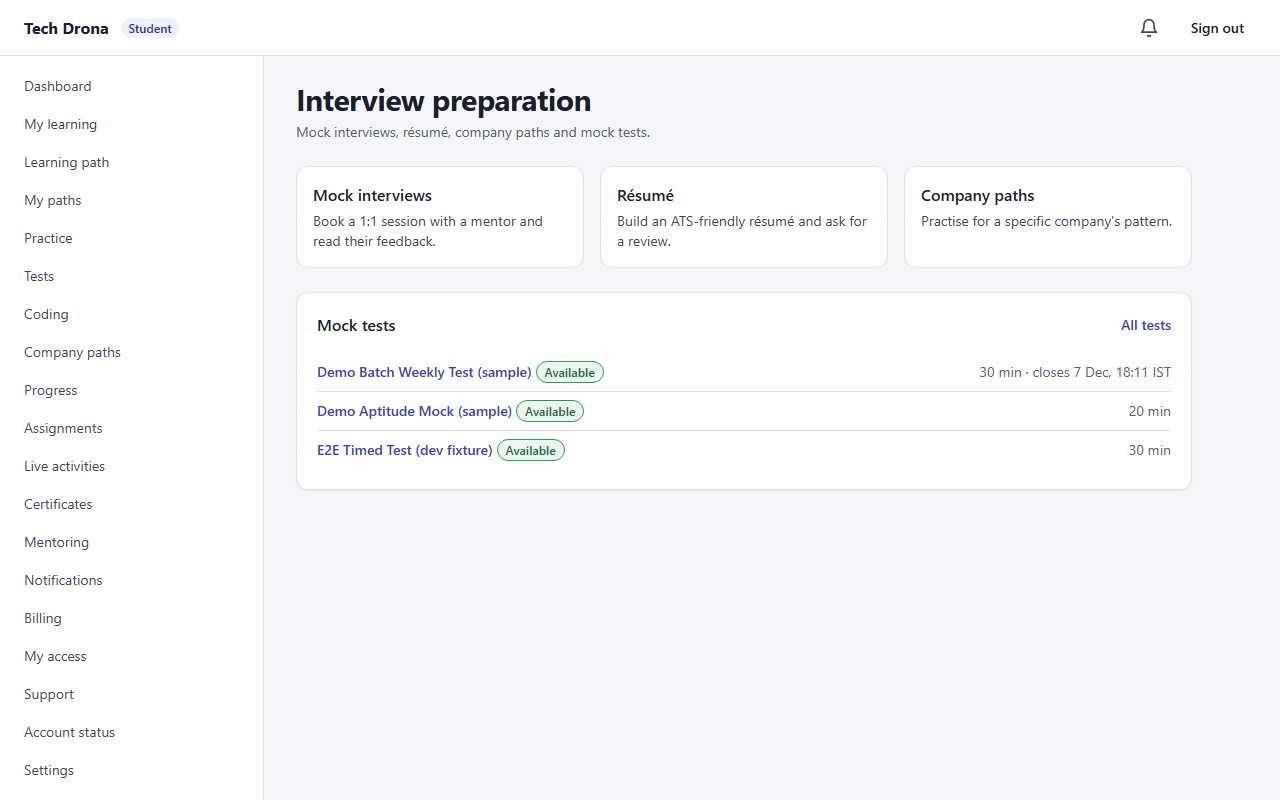 Tech Drona Student Sign out
Dashboard
My learning
Learning path
My paths
Practice
Tests
Coding
Company paths
Progress
Assignments
Live activities
Certificates
Mentoring
Notifications
Billing
My access
Support
Account status
Settings
Interview preparation
Mock interviews, résumé, company paths and mock tests.
Mock interviews
Book a 1:1 session with a mentor and
read their feedback.
Résumé
Build an ATS-friendly résumé and ask for
a review.
Company paths
Practise for a specific company's pattern.
Mock tests All tests
Demo Batch Weekly Test (sample) Available 30 min · closes 7 Dec, 18:11 IST
Demo Aptitude Mock (sample) Available 20 min
E2E Timed Test (dev fixture) Available 30 min